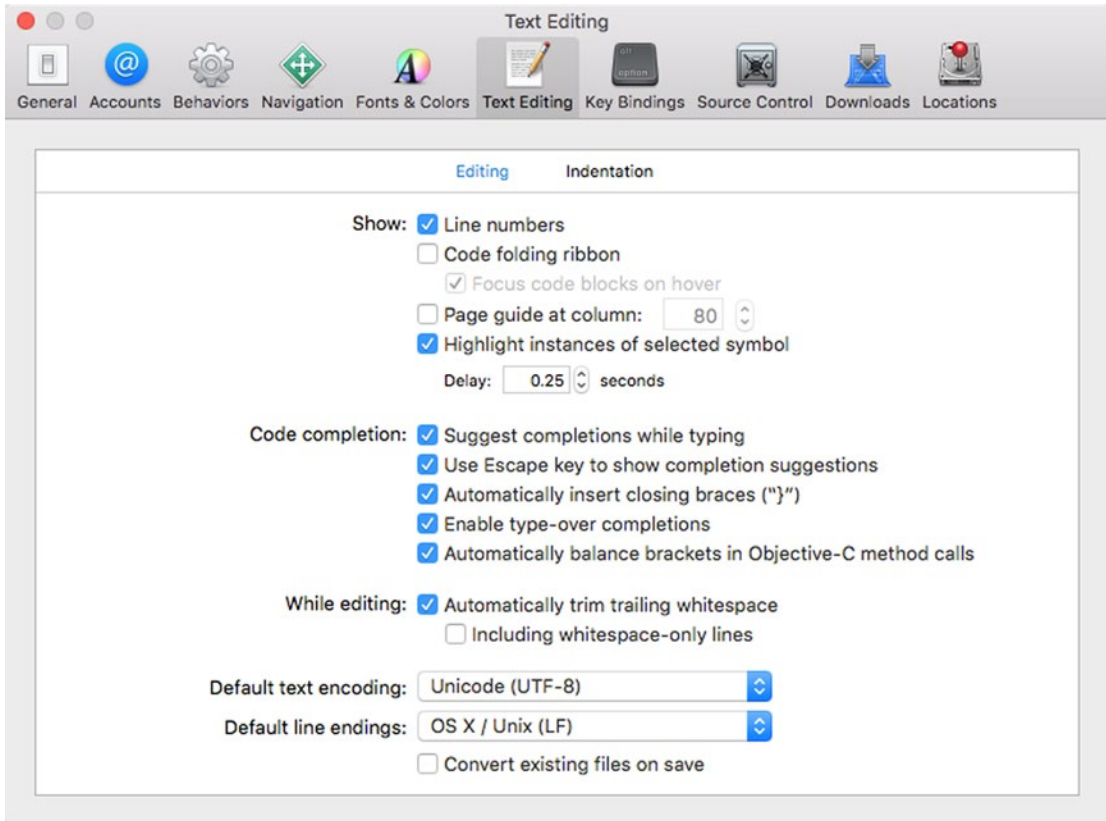 Text Editing
alt
option
General Accounts Behaviors Navigation Fonts & Colors Text Editing Key Bindings Source Control Downloads Locations
Editing Indentation
Show: Line numbers
Code folding ribbon
Focus code blocks on hover
Page guide at column: 80
Highlight instances of selected symbol
Delay: 0.25 seconds
Code completion: Suggest completions while typing
Use Escape key to show completion suggestions
Automatically insert closing braces (“}”)
Enable type-over completions
Automatically balance brackets in Objective-C method calls
While editing: Automatically trim trailing whitespace
Including whitespace-only lines
Default text encoding: Unicode (UTF-8)
Default line endings: OS X / Unix (LF)
Convert existing files on save